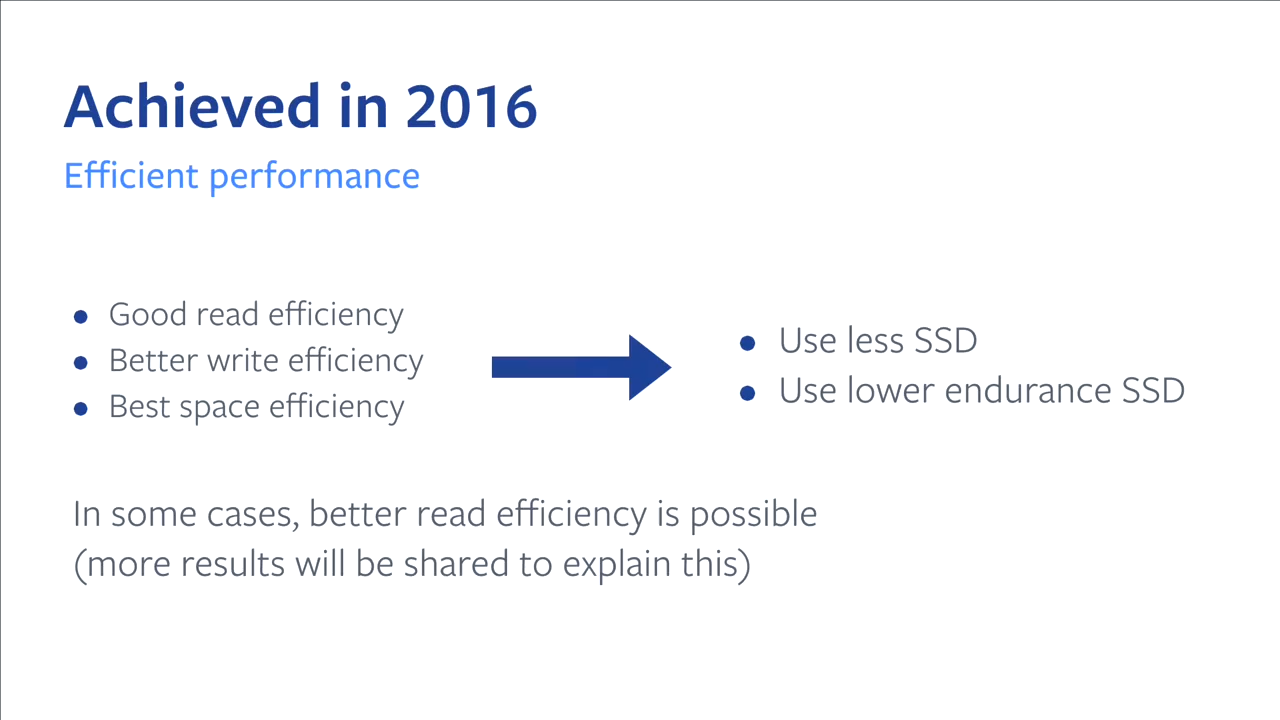 Achieved in 2016
Efficient performance
● Good read efficiency
● Better write efficiency
● Best space efficiency
● Use less SSD
● Use lower endurance SSD
In some cases, better read efficiency is possible
(more results will be shared to explain this)